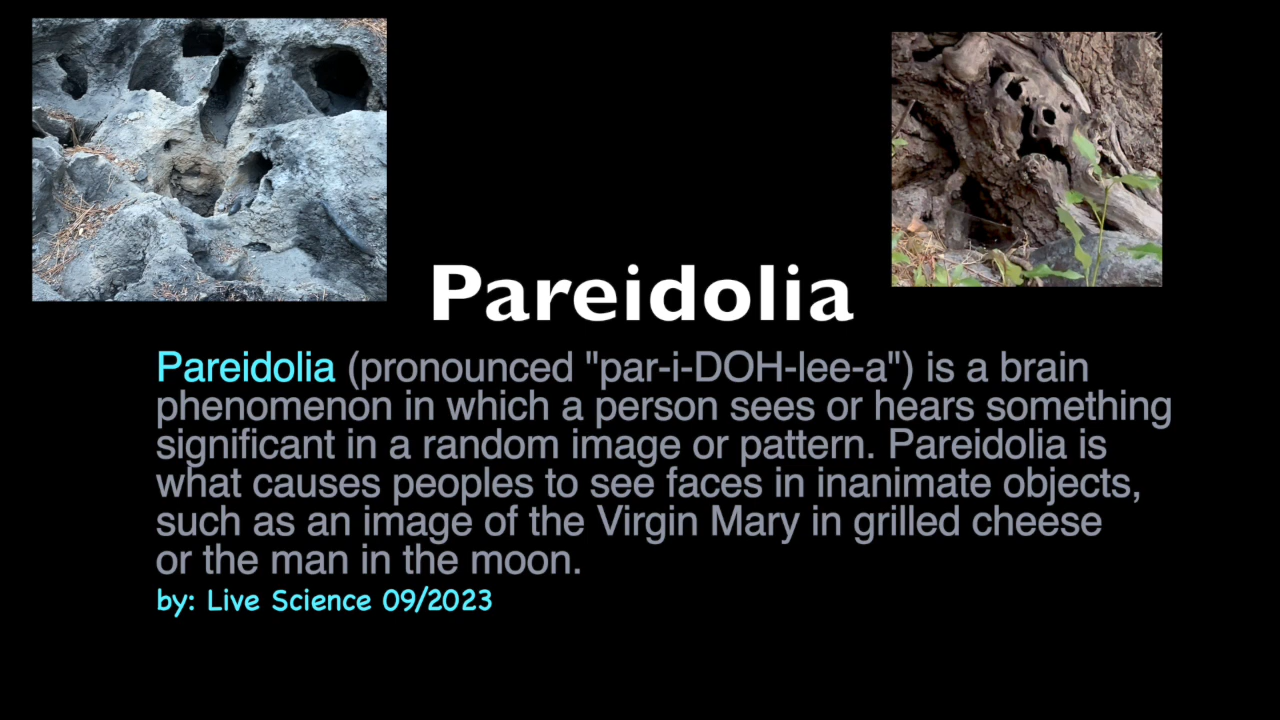 Pareidolia
Pareidolia (pronounced "par-i-DOH-lee-a") is a brain
phenomenon in which a person sees or hears something
significant in a random image or pattern. Pareidolia is
what causes peoples to see faces in inanimate objects,
such as an image of the Virgin Mary in grilled cheese
or the man in the moon.
by: Live Science 09/2023